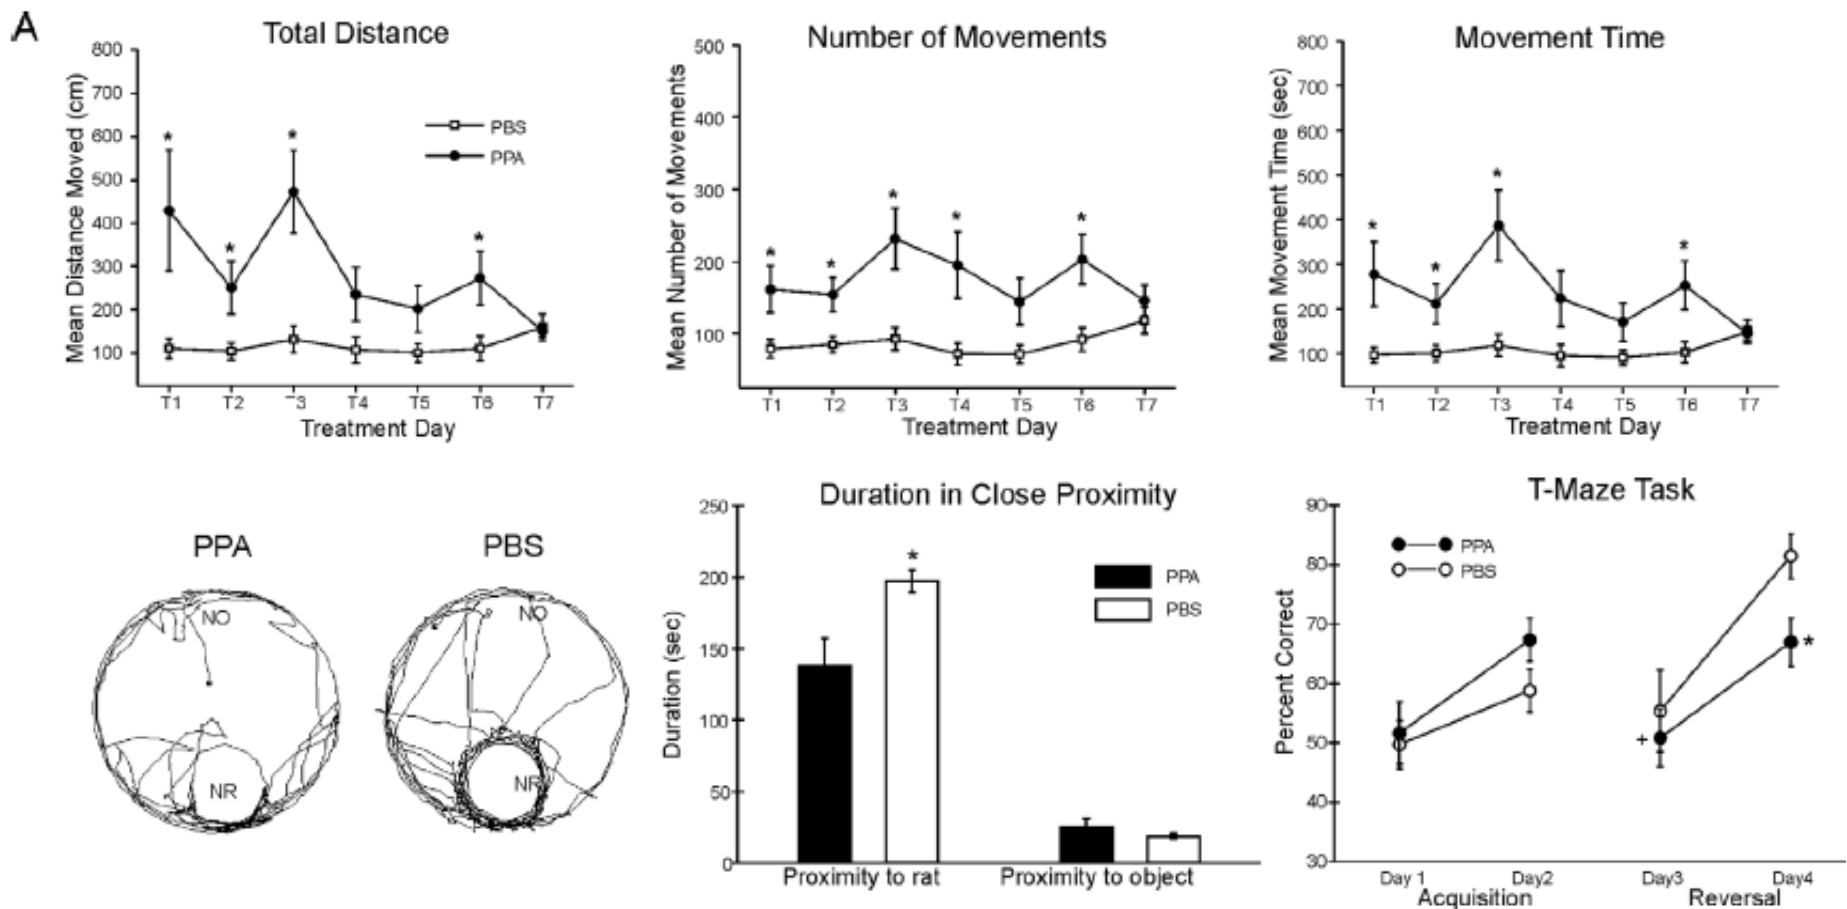 A
Total Distance
Mean Distance Moved (cm)
800
700
600
500
400
300
200
100
* * * *
PBS
PPA
T1 T2 T3 T4 T5 T6 T7
Treatment Day
Number of Movements
Mean Number of Movements
500
400
300
200
100
* * * * *
T1 T2 T3 T4 T5 T6 T7
Treatment Day
Movement Time
Mean Movement Time (sec)
800
700
600
500
400
300
200
100
* * * *
T1 T2 T3 T4 T5 T6 T7
Treatment Day
PPA
NO
NR
PBS
NO
NR
Duration in Close Proximity
Duration (sec)
250
200
150
100
50
0
*
PPA
PBS
Proximity to rat Proximity to object
T-Maze Task
Percent Correct
90
80
70
60
50
40
30
PPA
PBS
+
*
Day 1 Day2 Day3 Day4
Acquisition Reversal